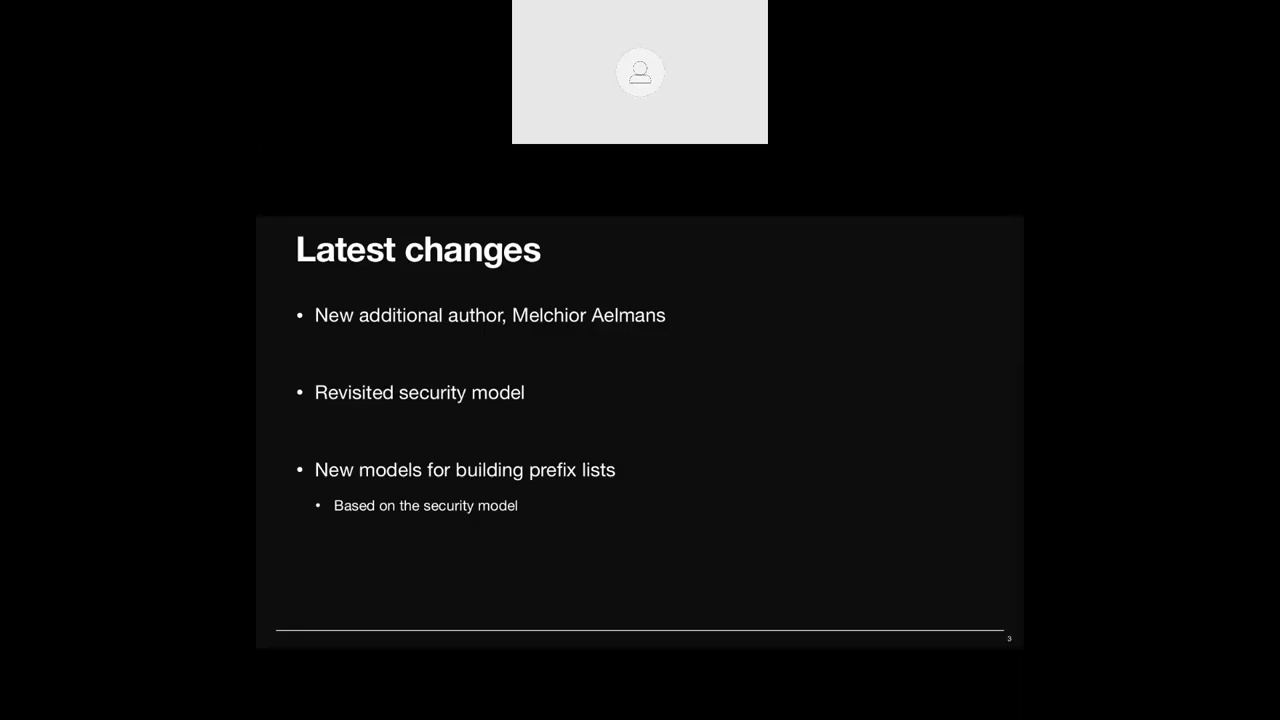 Latest changes
• New additional author, Melchior Aelmans
• Revisited security model
• New models for building prefix lists
• Based on the security model
3